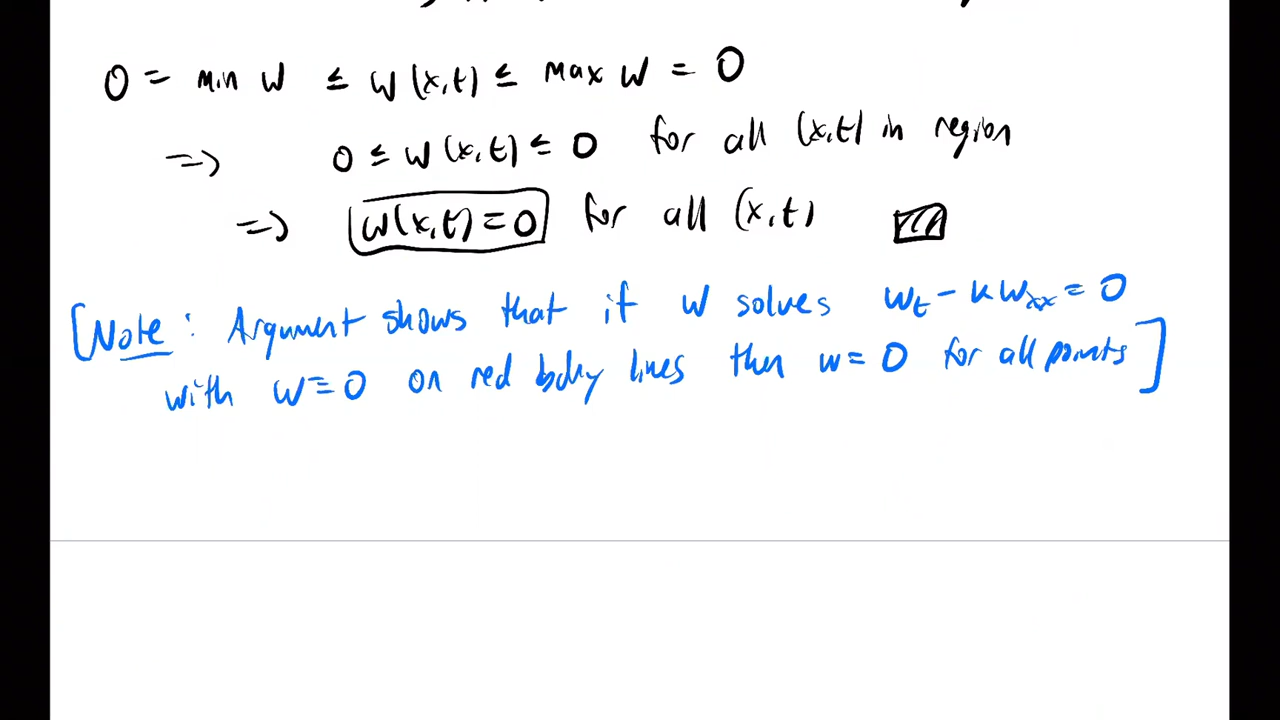 0 = min w ≤ w(x,t) ≤ max w = 0
=> 0 ≤ w(x,t) ≤ 0 for all (x,t) in region
=> w(x,t) = 0 for all (x,t)
[Note: Argument shows that if w solves w_t - k w_xx = 0
with w ≡ 0 on red bdry lines then w = 0 for all points]